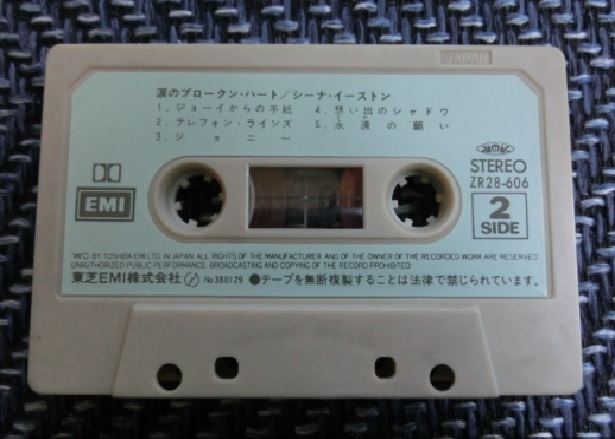 JAPAN
涙のブロークン・ハート／シーナ・イーストン
1. ジョーイからの手紙
2. テレフォン・ラインズ
3. ジェニー
4. 想い出のシャドウ
5. 永遠の願い
EMI
STEREO
ZR28-606
2
SIDE
"MFD BY TOSHIBA EMI LTD. IN JAPAN. ALL RIGHTS OF THE MANUFACTURER AND OF THE OWNER OF THE RECORDED WORK ARE RESERVED
UNAUTHORIZED PUBLIC PERFORMANCE, BROADCASTING AND COPYING OF THE RECORD PROHIBITED
東芝EMI株式会社 No380129 ●テープを無断複製することは法律で禁じられています。